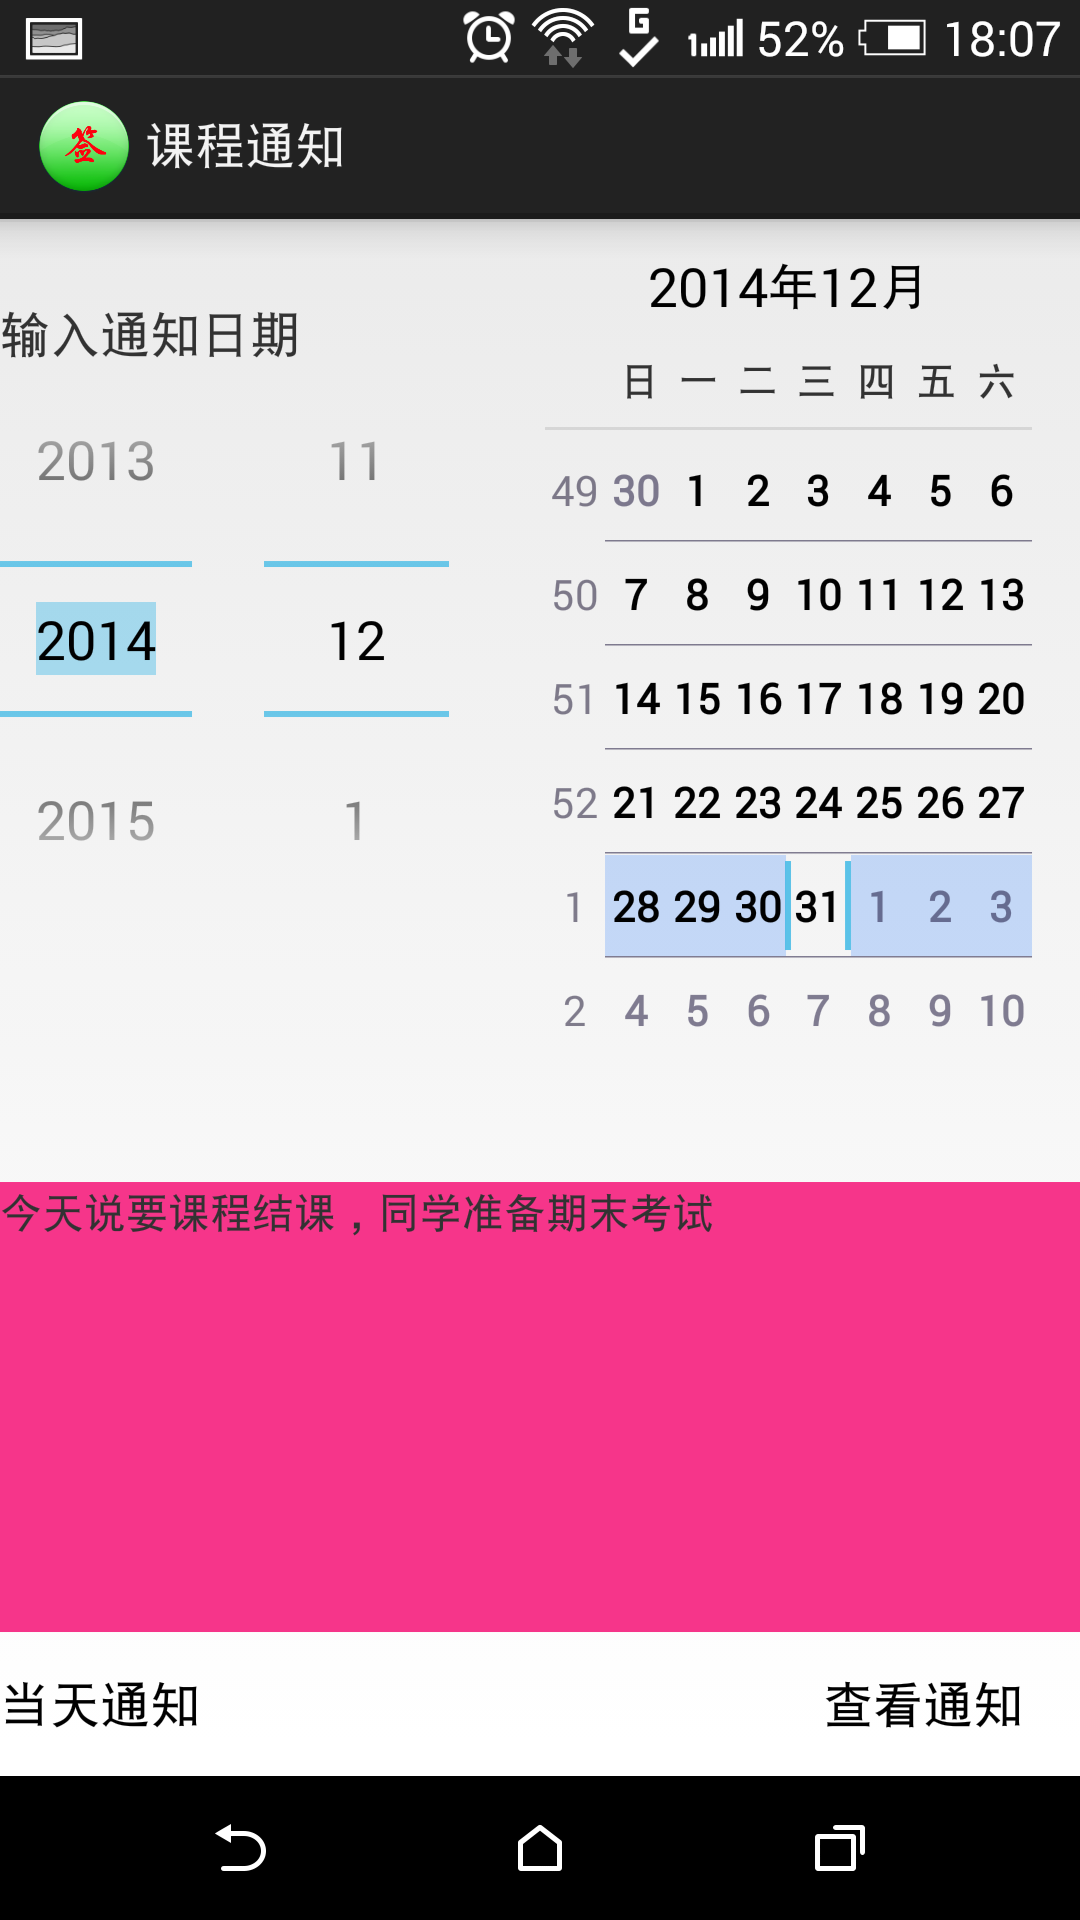 52% 18:07
签 课程通知
输入通知日期
2013 11
2014 12
2015 1
2014年12月
日 一 二 三 四 五 六
49 30 1 2 3 4 5 6
50 7 8 9 10 11 12 13
51 14 15 16 17 18 19 20
52 21 22 23 24 25 26 27
1 28 29 30 31 1 2 3
2 4 5 6 7 8 9 10
今天说要课程结课，同学准备期末考试
当天通知 查看通知